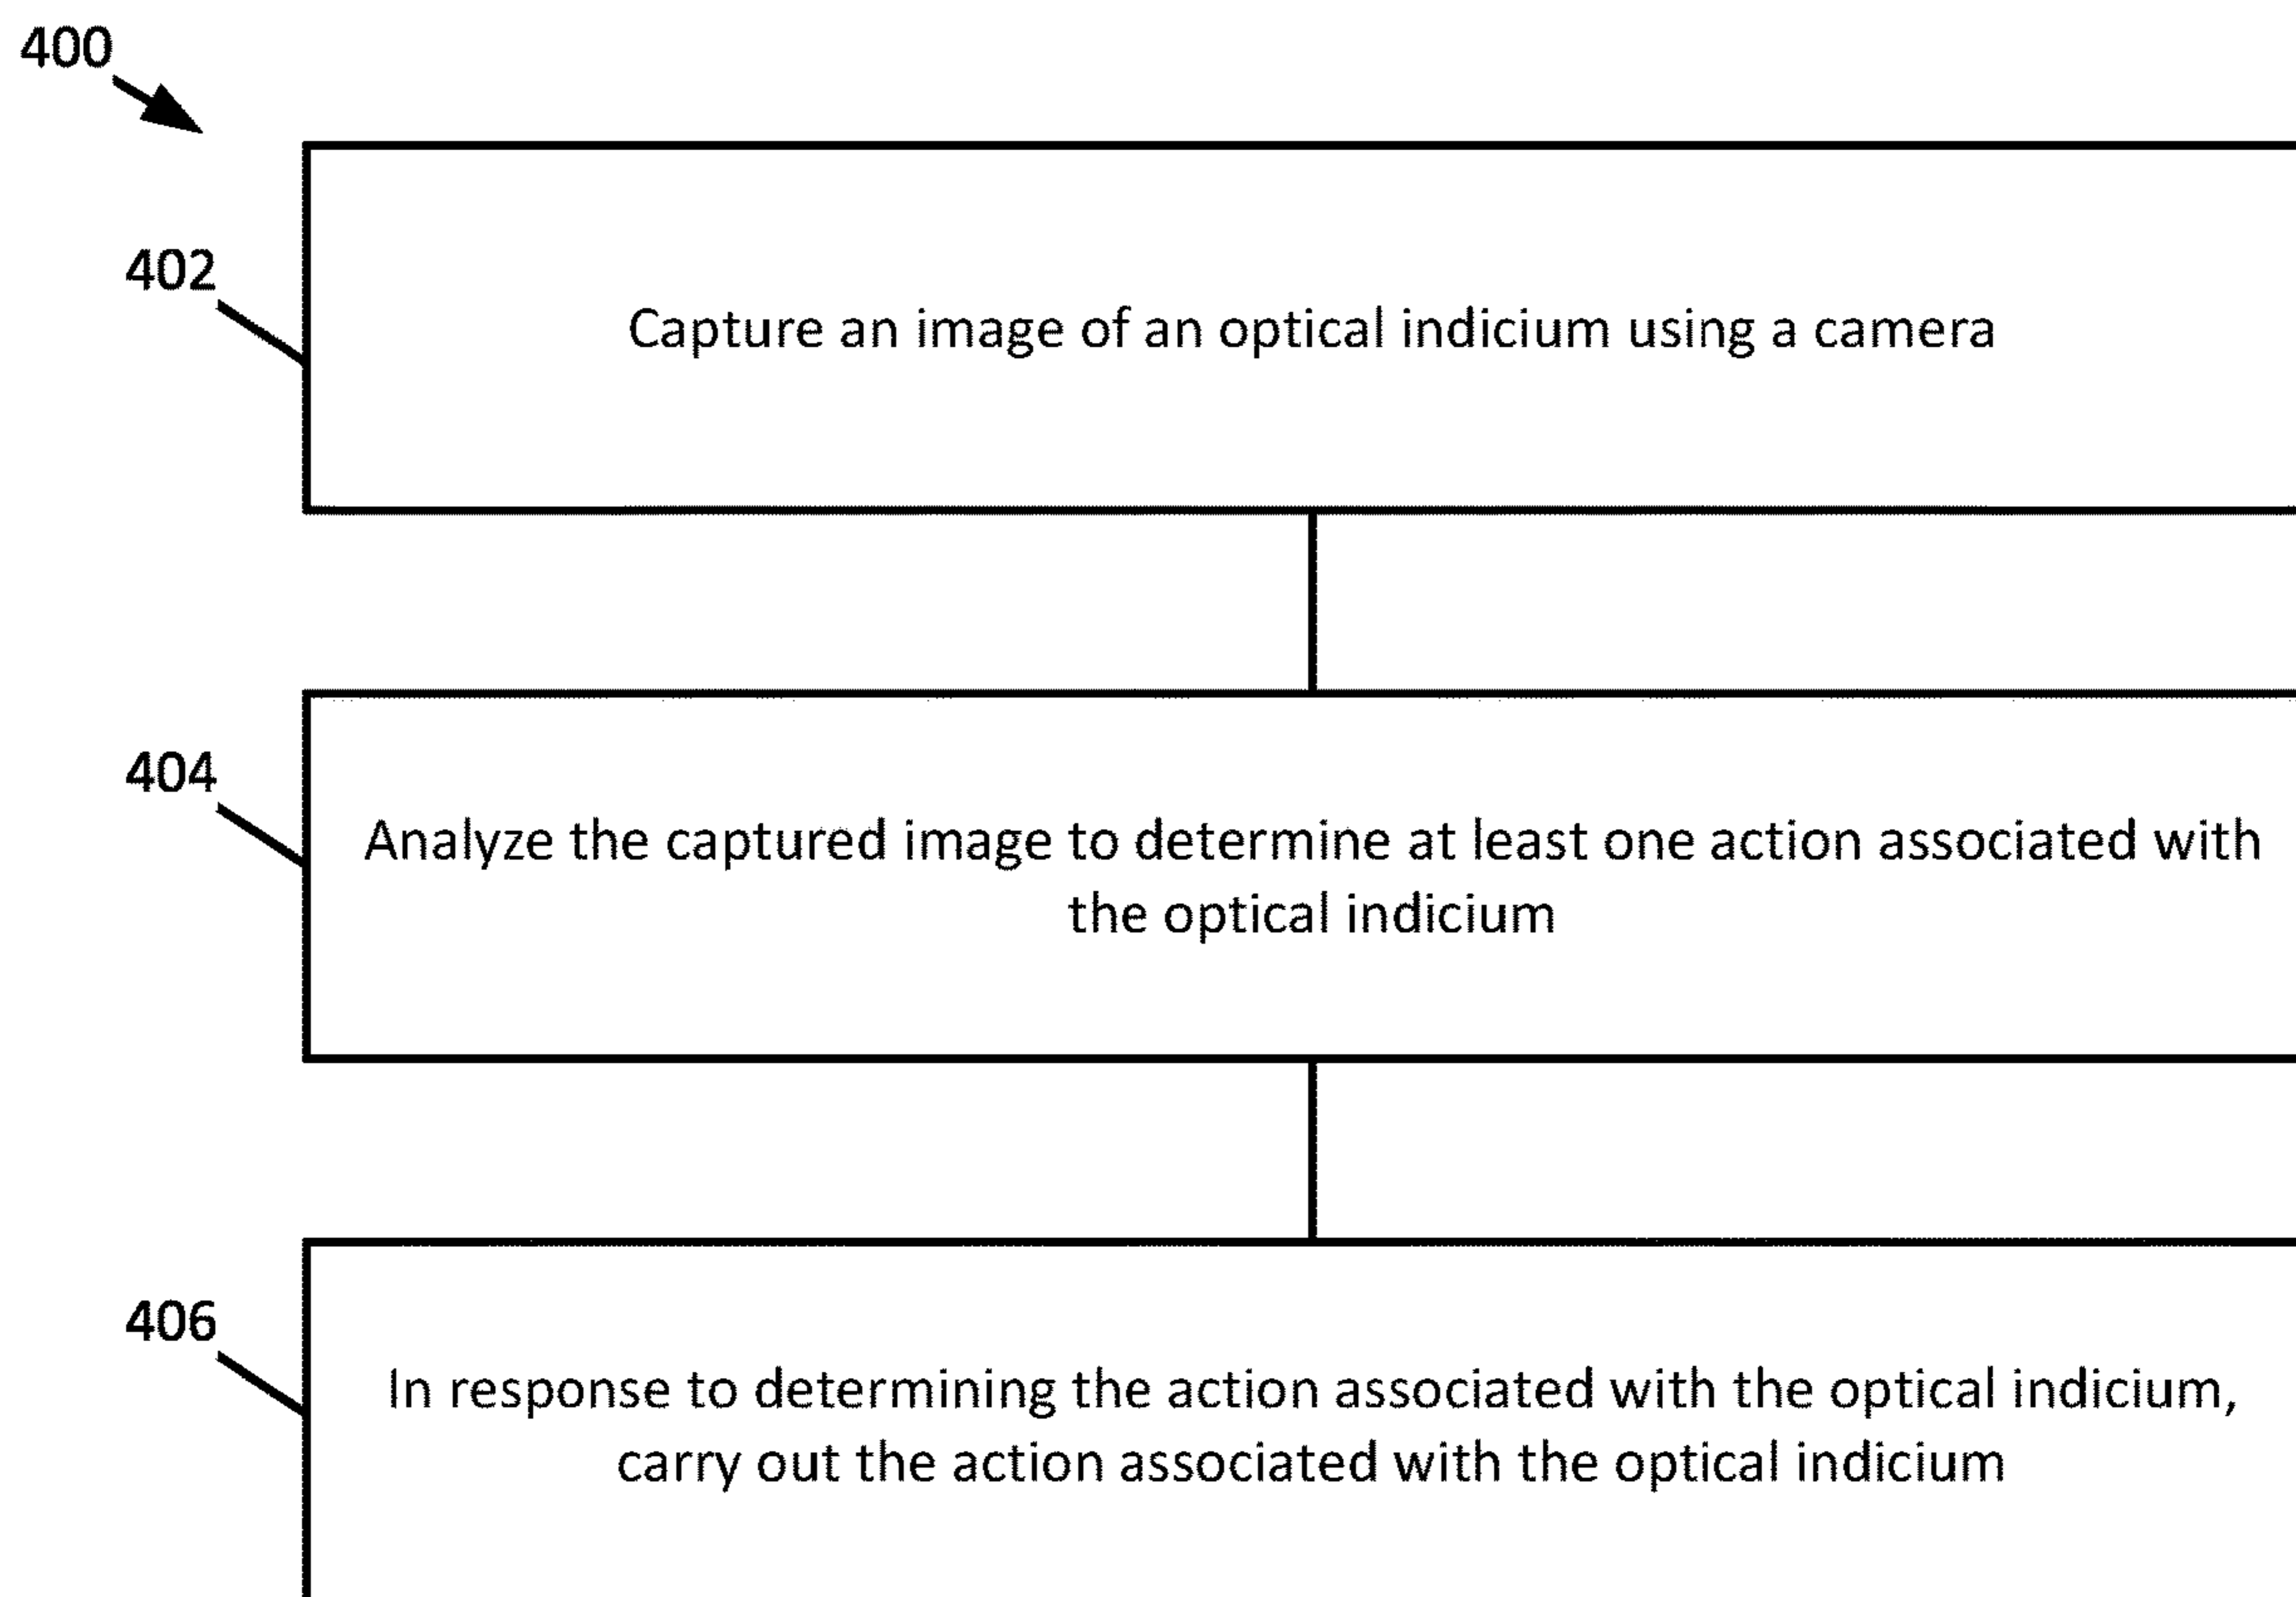 400
402
Capture an image of an optical indicium using a camera
404
Analyze the captured image to determine at least one action associated with
the optical indicium
406
In response to determining the action associated with the optical indicium,
carry out the action associated with the optical indicium